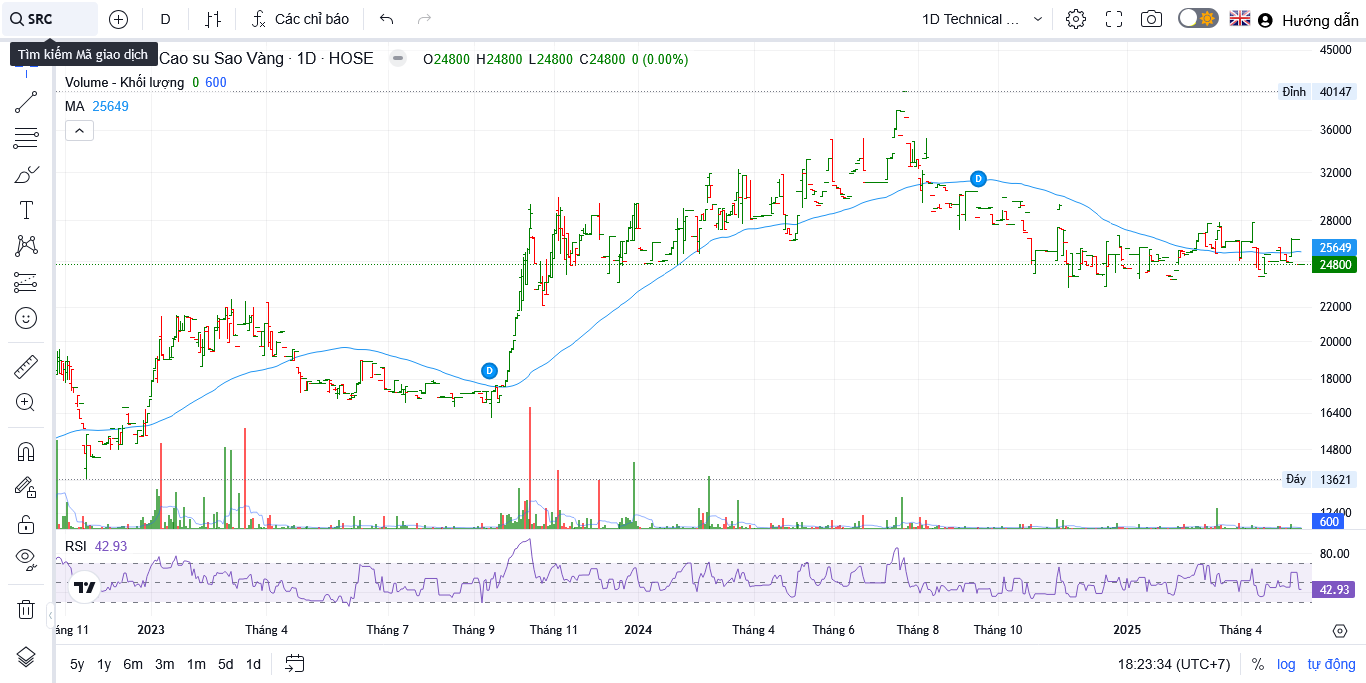 SRC
D
Các chỉ báo
1D Technical ...
Hướng dẫn
Tìm kiếm Mã giao dịch
Cao su Sao Vàng · 1D · HOSE
O24800 H24800 L24800 C24800 0 (0.00%)
Volume - Khối lượng 0 600
MA 25649
45000
Đỉnh 40147
36000
32000
28000
25649
24800
22000
20000
18000
16400
14800
Đáy 13621
12400
600
D
D
RSI 42.93
80.00
42.93
áng 11
2023
Tháng 4
Tháng 7
Tháng 9
Tháng 11
2024
Tháng 4
Tháng 6
Tháng 8
Tháng 10
2025
Tháng 4
5y 1y 6m 3m 1m 5d 1d
18:23:34 (UTC+7)
% log tự động